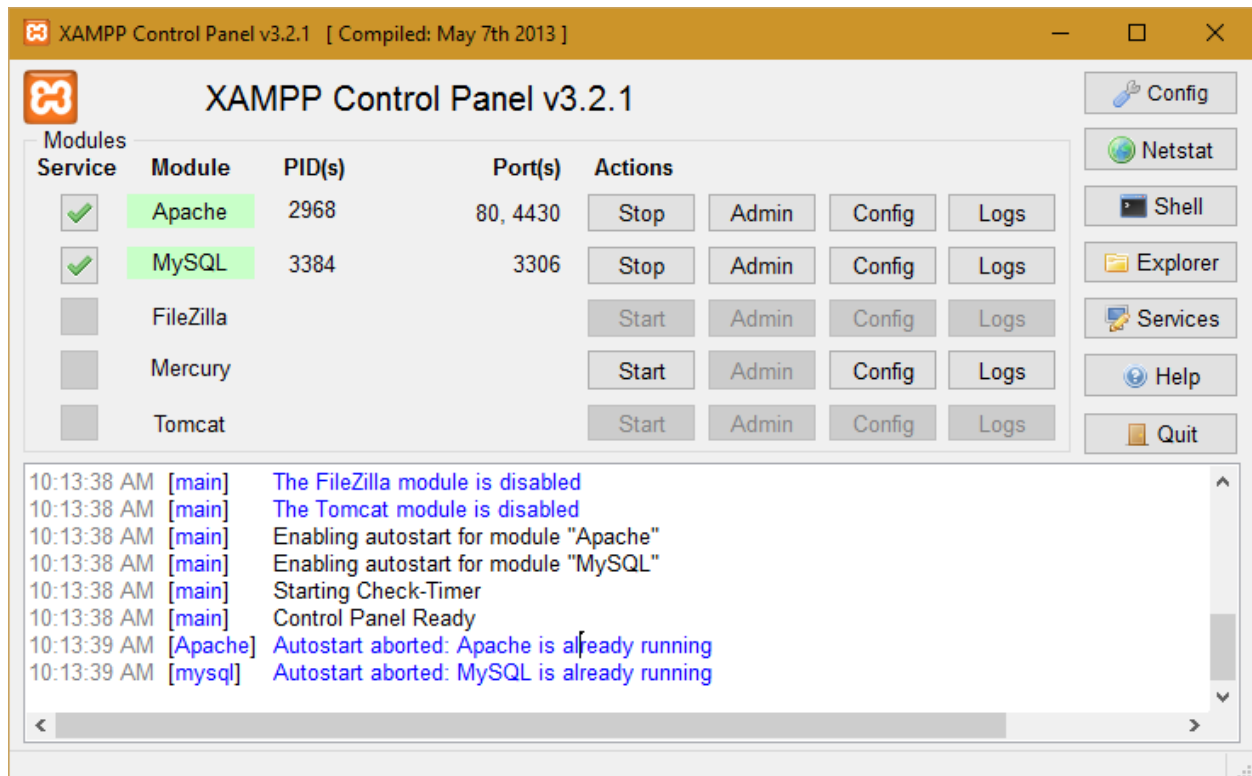 XAMPP Control Panel v3.2.1 [ Compiled: May 7th 2013 ]
XAMPP Control Panel v3.2.1
Config
Modules
Service Module PID(s) Port(s) Actions
Netstat
Apache 2968 80, 4430 Stop Admin Config Logs
Shell
MySQL 3384 3306 Stop Admin Config Logs
Explorer
FileZilla Start Admin Config Logs
Services
Mercury Start Admin Config Logs
Help
Tomcat Start Admin Config Logs
Quit
10:13:38 AM [main] The FileZilla module is disabled
10:13:38 AM [main] The Tomcat module is disabled
10:13:38 AM [main] Enabling autostart for module "Apache"
10:13:38 AM [main] Enabling autostart for module "MySQL"
10:13:38 AM [main] Starting Check-Timer
10:13:38 AM [main] Control Panel Ready
10:13:39 AM [Apache] Autostart aborted: Apache is already running
10:13:39 AM [mysql] Autostart aborted: MySQL is already running